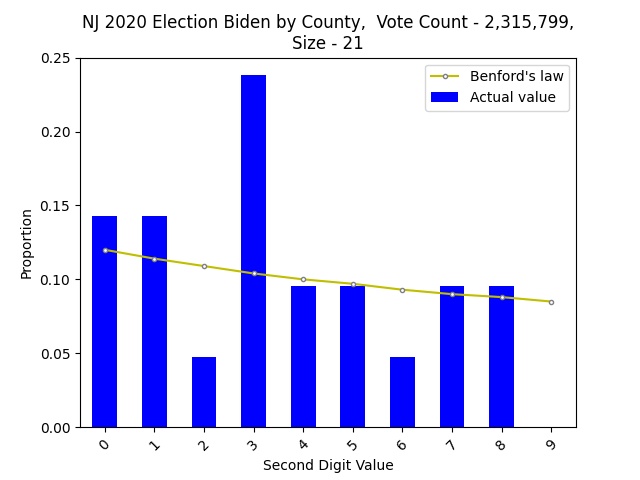 NJ 2020 Election Biden by County,  Vote Count - 2,315,799,
Size - 21
Benford's law
Actual value
Proportion
0.25
0.20
0.15
0.10
0.05
0.00
0 1 2 3 4 5 6 7 8 9
Second Digit Value